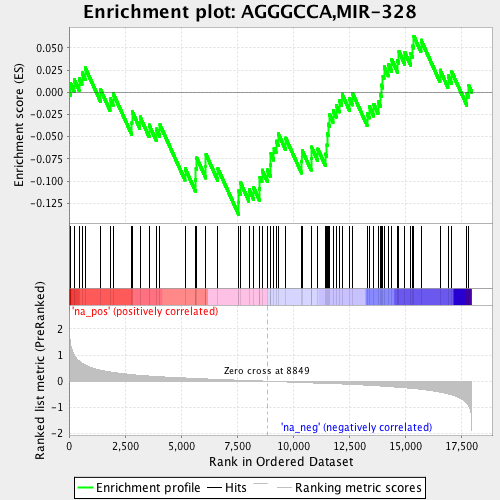 Enrichment plot: AGGGCCA,MIR-328
Enrichment score (ES)
0.050
0.025
0.000
-0.025
-0.050
-0.075
-0.100
-0.125
'na_pos' (positively correlated)
Ranked list metric (PreRanked)
2
1
0
-1
-2
Zero cross at 8849
'na_neg' (negatively correlated)
0
2,500
5,000
7,500
10,000
12,500
15,000
17,500
Rank in Ordered Dataset
Enrichment profile
Hits
Ranking metric scores